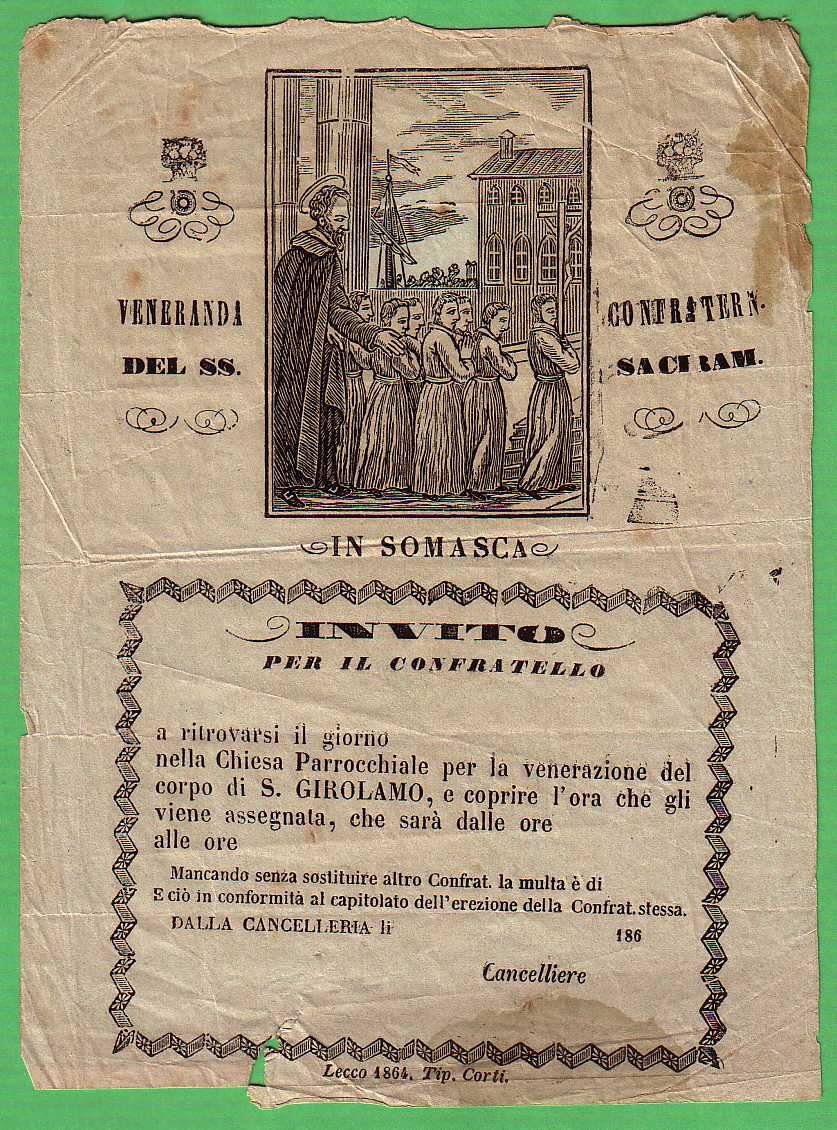 VENERANDA CONFRATERN.
DEL SS. SACRAM.
IN SOMASCA
INVITO
PER IL CONFRATELLO
a ritrovarsi il giorno
nella Chiesa Parrocchiale per la venerazione del
corpo di S. GIROLAMO, e coprire l'ora che gli
viene assegnata, che sarà dalle ore
alle ore
Mancando senza sostituire altro Confrat. la multa è di
E ciò in conformità al capitolato dell'erezione della Confrat. stessa.
DALLA CANCELLERIA li 186
Cancelliere
Lecco 1864. Tip. Corti.